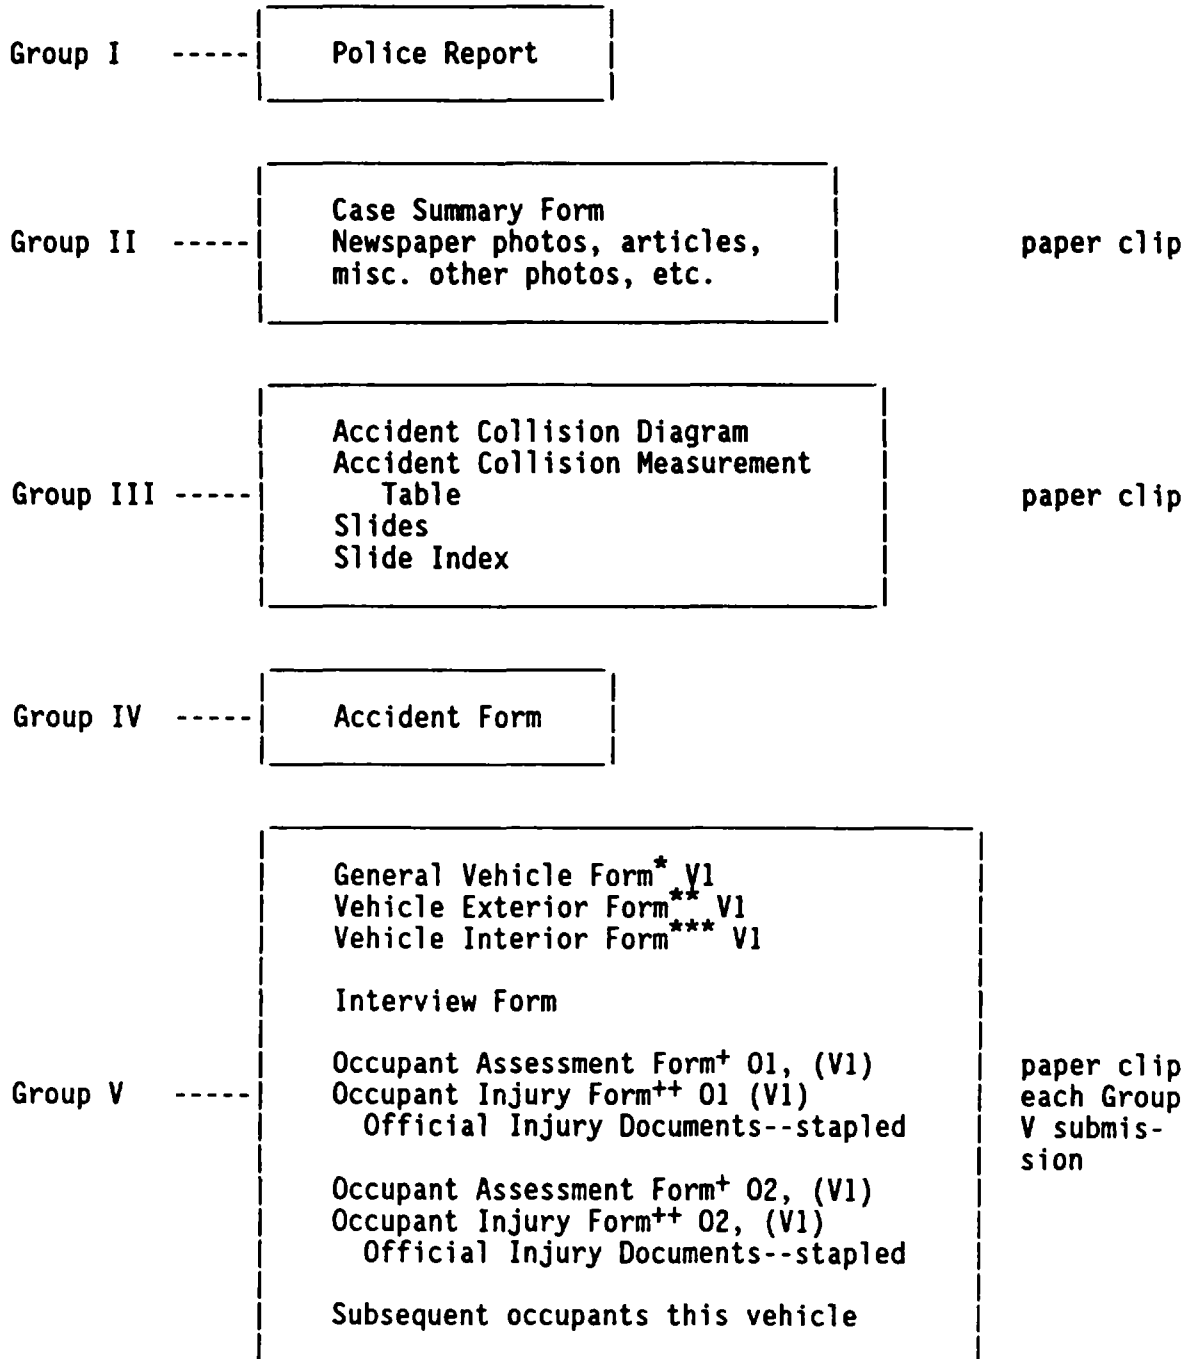 Group I ----- Police Report
Case Summary Form
Group II ----- Newspaper photos, articles, paper clip
misc. other photos, etc.
Accident Collision Diagram
Accident Collision Measurement
Group III ----- Table paper clip
Slides
Slide Index
Group IV ----- Accident Form
General Vehicle Form* V1
Vehicle Exterior Form** V1
Vehicle Interior Form*** V1
Interview Form
Occupant Assessment Form+ O1, (V1) paper clip
Group V ----- Occupant Injury Form++ O1 (V1) each Group
Official Injury Documents--stapled V submis-
sion
Occupant Assessment Form+ O2, (V1)
Occupant Injury Form++ O2, (V1)
Official Injury Documents--stapled
Subsequent occupants this vehicle